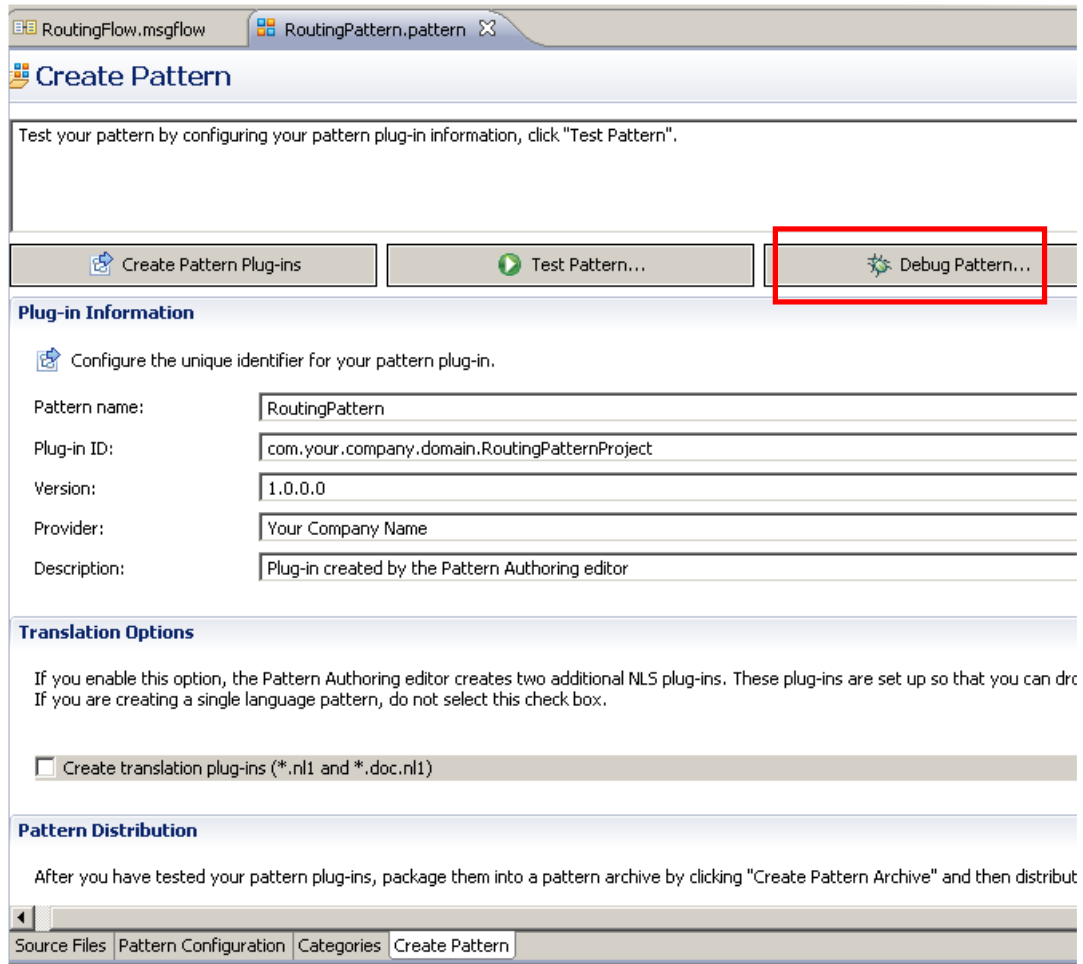 RoutingFlow.msgflow
RoutingPattern.pattern
Create Pattern
Test your pattern by configuring your pattern plug-in information, click "Test Pattern".
Create Pattern Plug-ins
Test Pattern...
Debug Pattern...
Plug-in Information
Configure the unique identifier for your pattern plug-in.
Pattern name: RoutingPattern
Plug-in ID: com.your.company.domain.RoutingPatternProject
Version: 1.0.0.0
Provider: Your Company Name
Description: Plug-in created by the Pattern Authoring editor
Translation Options
If you enable this option, the Pattern Authoring editor creates two additional NLS plug-ins. These plug-ins are set up so that you can dro
If you are creating a single language pattern, do not select this check box.
Create translation plug-ins (*.nl1 and *.doc.nl1)
Pattern Distribution
After you have tested your pattern plug-ins, package them into a pattern archive by clicking "Create Pattern Archive" and then distribut
Source Files Pattern Configuration Categories Create Pattern